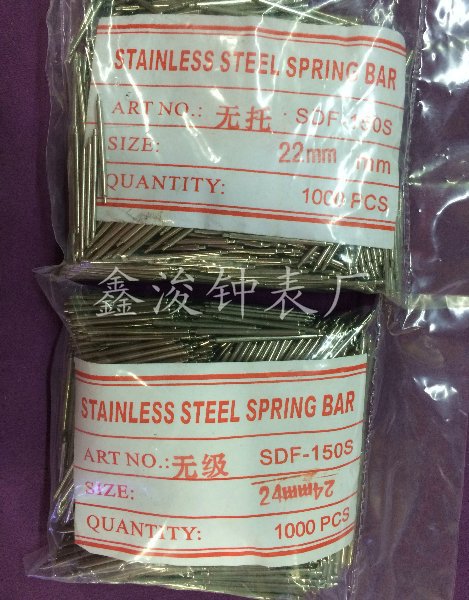 STAINLESS STEEL SPRING BAR
ART NO.: 无托 SDF-150S
SIZE: 22mm mm
QUANTITY: 1000 PCS
鑫浚钟表厂
STAINLESS STEEL SPRING BAR
ART NO.: 无级 SDF-150S
SIZE: 24mm 24mm
QUANTITY: 1000 PCS